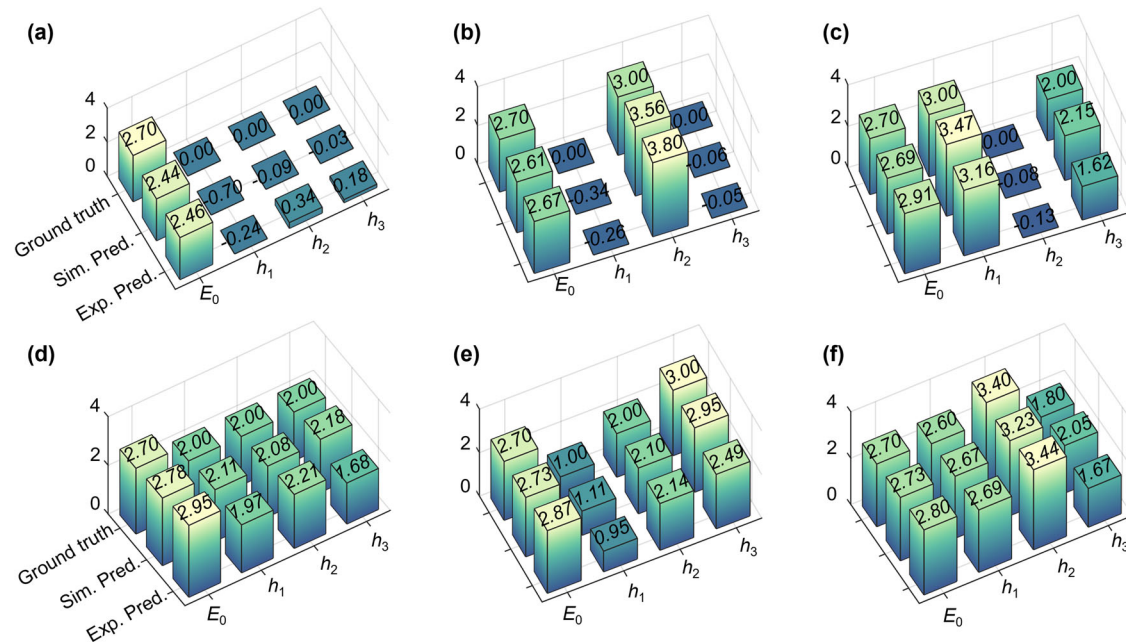 (a)
4
2
0
2.70
0.00
0.00
0.00
2.44
-0.70
-0.09
-0.03
2.46
-0.24
0.34
0.18
Ground truth
Sim. Pred.
Exp. Pred.
E0
h1
h2
h3
(b)
4
2
0
2.70
0.00
3.00
0.00
2.61
-0.34
3.56
-0.06
2.67
-0.26
3.80
-0.05
E0
h1
h2
h3
(c)
4
2
0
2.70
3.00
0.00
2.00
2.69
3.47
-0.08
2.15
2.91
3.16
-0.13
1.62
E0
h1
h2
h3
(d)
4
2
0
2.70
2.00
2.00
2.00
2.78
2.11
2.08
2.18
2.95
1.97
2.21
1.68
Ground truth
Sim. Pred.
Exp. Pred.
E0
h1
h2
h3
(e)
4
2
0
2.70
1.00
2.00
3.00
2.73
1.11
2.10
2.95
2.87
0.95
2.14
2.49
E0
h1
h2
h3
(f)
4
2
0
2.70
2.60
3.40
1.80
2.73
2.67
3.23
2.05
2.80
2.69
3.44
1.67
E0
h1
h2
h3